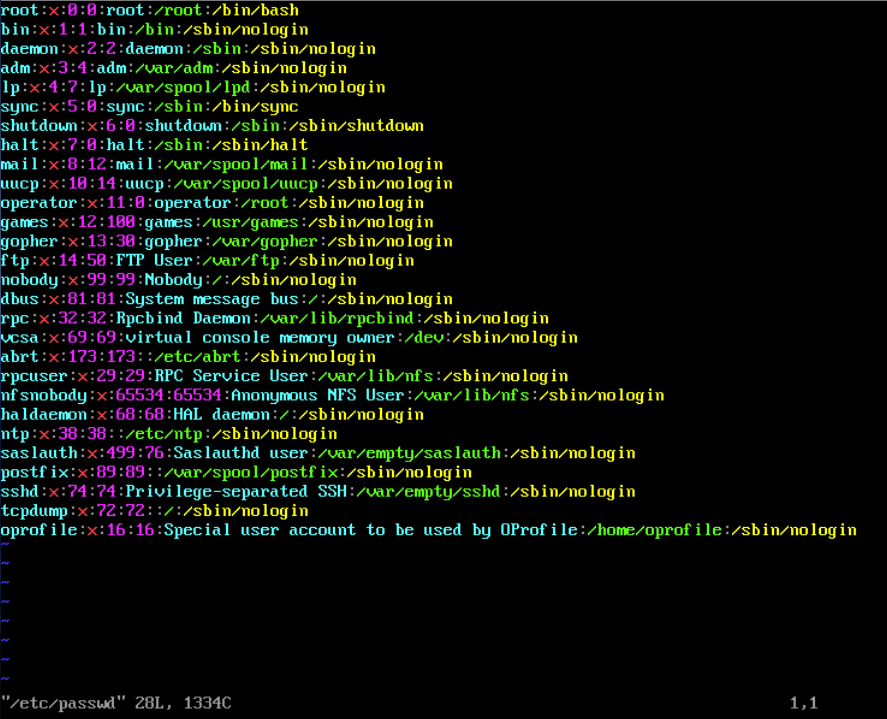 root:x:0:0:root:/root:/bin/bash
bin:x:1:1:bin:/bin:/sbin/nologin
daemon:x:2:2:daemon:/sbin:/sbin/nologin
adm:x:3:4:adm:/var/adm:/sbin/nologin
lp:x:4:7:lp:/var/spool/lpd:/sbin/nologin
sync:x:5:0:sync:/sbin:/bin/sync
shutdown:x:6:0:shutdown:/sbin:/sbin/shutdown
halt:x:7:0:halt:/sbin:/sbin/halt
mail:x:8:12:mail:/var/spool/mail:/sbin/nologin
uucp:x:10:14:uucp:/var/spool/uucp:/sbin/nologin
operator:x:11:0:operator:/root:/sbin/nologin
games:x:12:100:games:/usr/games:/sbin/nologin
gopher:x:13:30:gopher:/var/gopher:/sbin/nologin
ftp:x:14:50:FTP User:/var/ftp:/sbin/nologin
nobody:x:99:99:Nobody:/:/sbin/nologin
dbus:x:81:81:System message bus:/:/sbin/nologin
rpc:x:32:32:Rpcbind Daemon:/var/lib/rpcbind:/sbin/nologin
vcsa:x:69:69:virtual console memory owner:/dev:/sbin/nologin
abrt:x:173:173::/etc/abrt:/sbin/nologin
rpcuser:x:29:29:RPC Service User:/var/lib/nfs:/sbin/nologin
nfsnobody:x:65534:65534:Anonymous NFS User:/var/lib/nfs:/sbin/nologin
haldaemon:x:68:68:HAL daemon:/:/sbin/nologin
ntp:x:38:38::/etc/ntp:/sbin/nologin
saslauth:x:499:76:Saslauthd user:/var/empty/saslauth:/sbin/nologin
postfix:x:89:89::/var/spool/postfix:/sbin/nologin
sshd:x:74:74:Privilege-separated SSH:/var/empty/sshd:/sbin/nologin
tcpdump:x:72:72::/:/sbin/nologin
oprofile:x:16:16:Special user account to be used by OProfile:/home/oprofile:/sbin/nologin
~
~
~
~
~
~
~
~
"/etc/passwd" 28L, 1334C 1,1